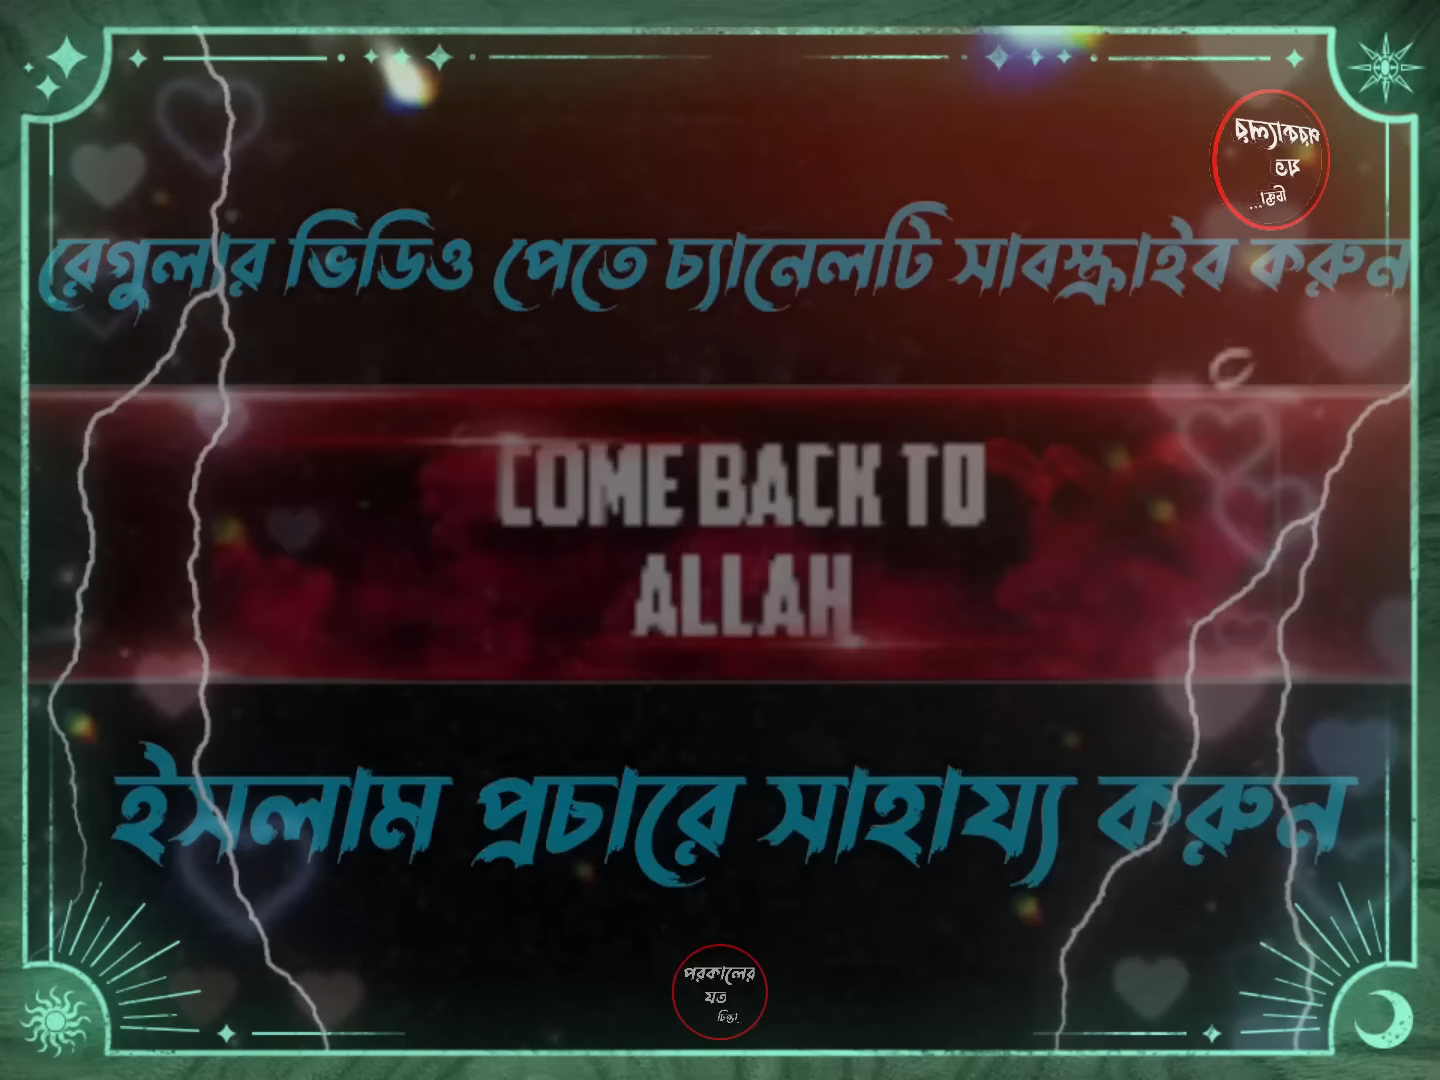 রেগুলার ভিডিও পেতে চ্যানেলটি সাবস্ক্রাইব করুন
COME BACK TO
ALLAH
ইসলাম প্রচারে সাহায্য করুন
পরকালের
যত
চিন্তা